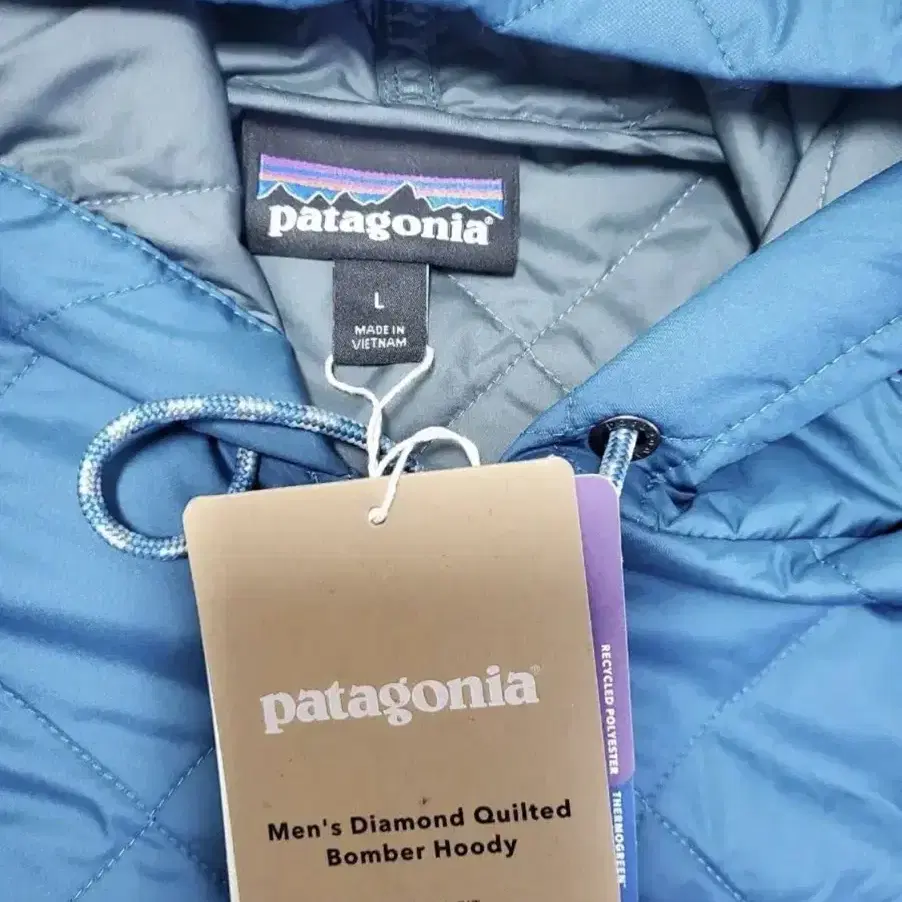 patagonia®
L
MADE IN
VIETNAM
patagonia®
Men's Diamond Quilted
Bomber Hoody
RECYCLED POLYESTER
THERMOGREEN®